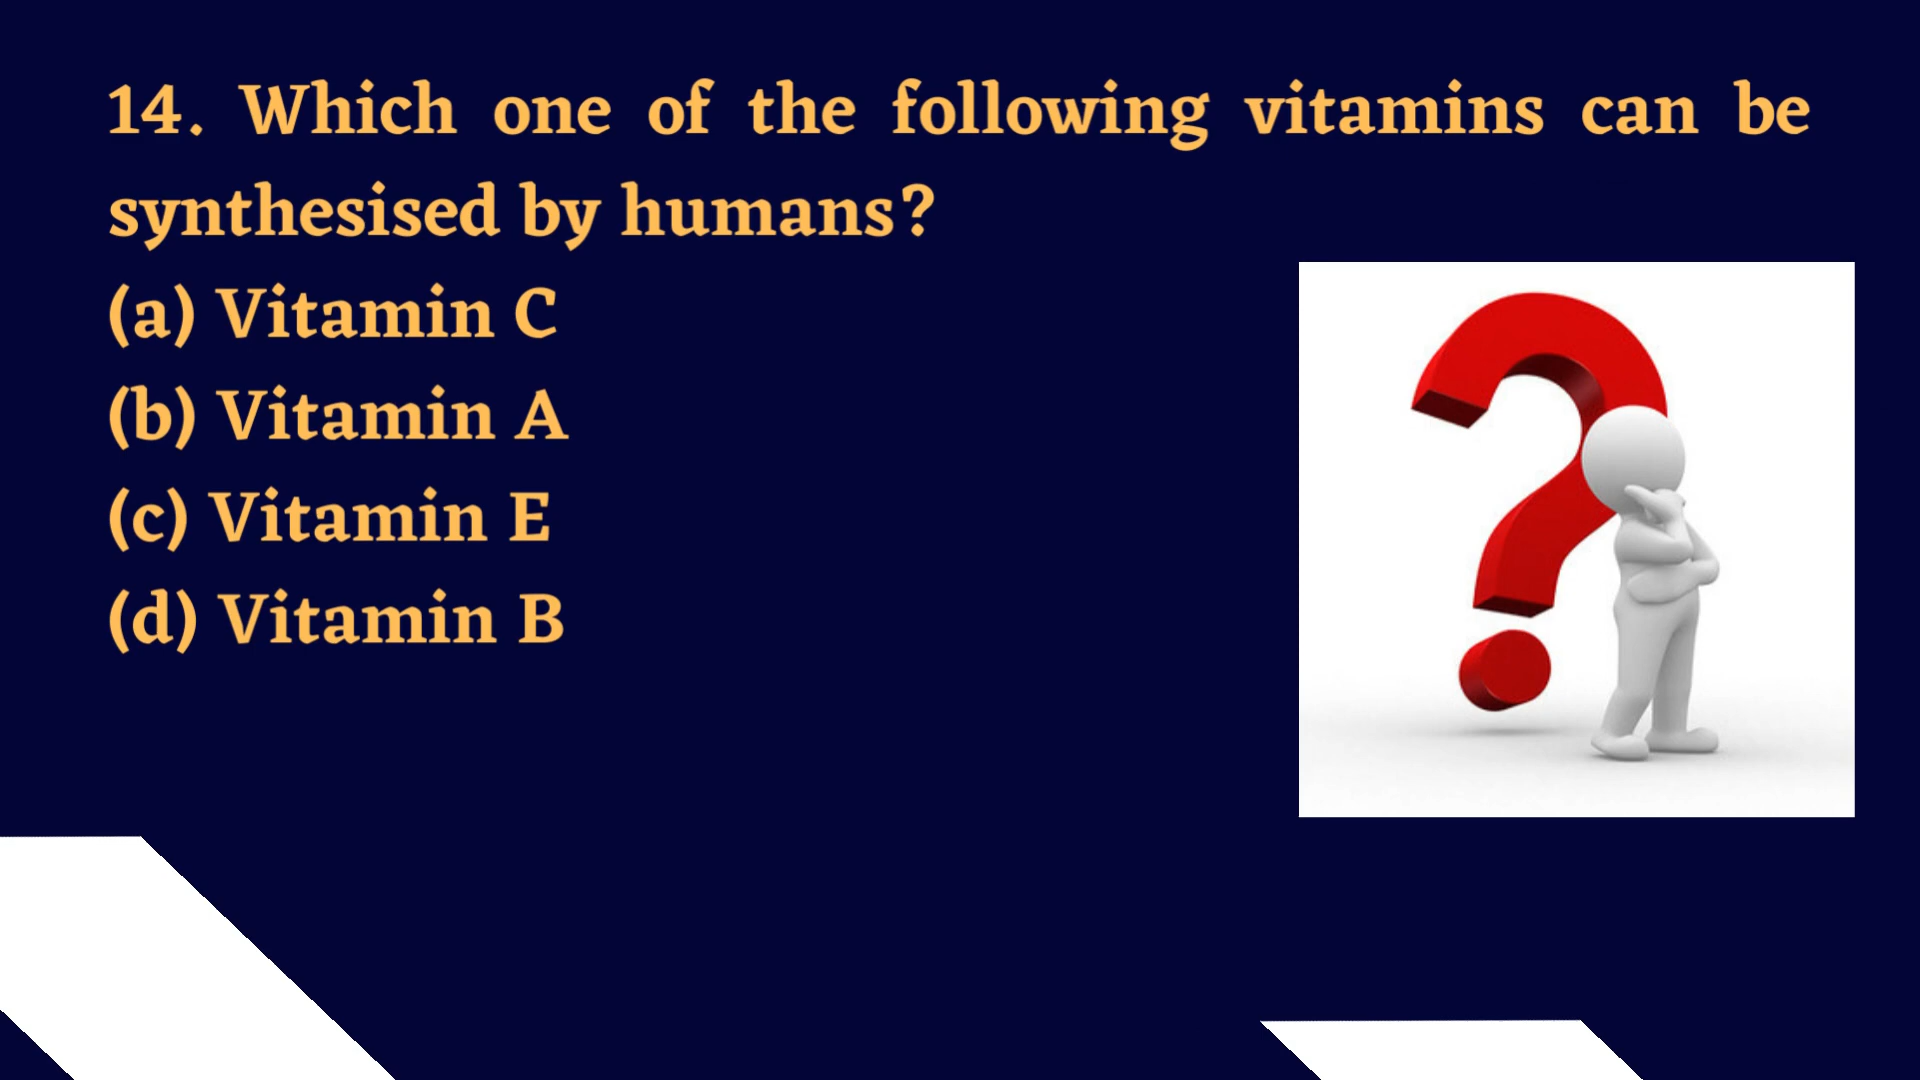 14. Which one of the following vitamins can be
synthesised by humans?
(a) Vitamin C
(b) Vitamin A
(c) Vitamin E
(d) Vitamin B